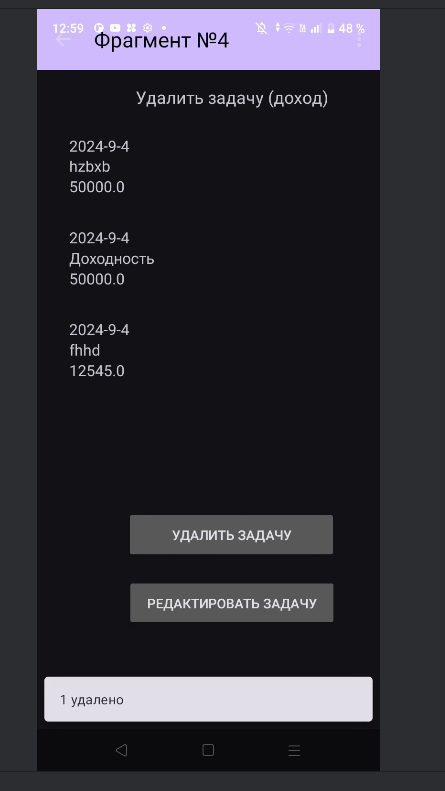 12:59
48 %
Фрагмент №4
Удалить задачу (доход)
2024-9-4
hzbxb
50000.0
2024-9-4
Доходность
50000.0
2024-9-4
fhhd
12545.0
УДАЛИТЬ ЗАДАЧУ
РЕДАКТИРОВАТЬ ЗАДАЧУ
1 удалено